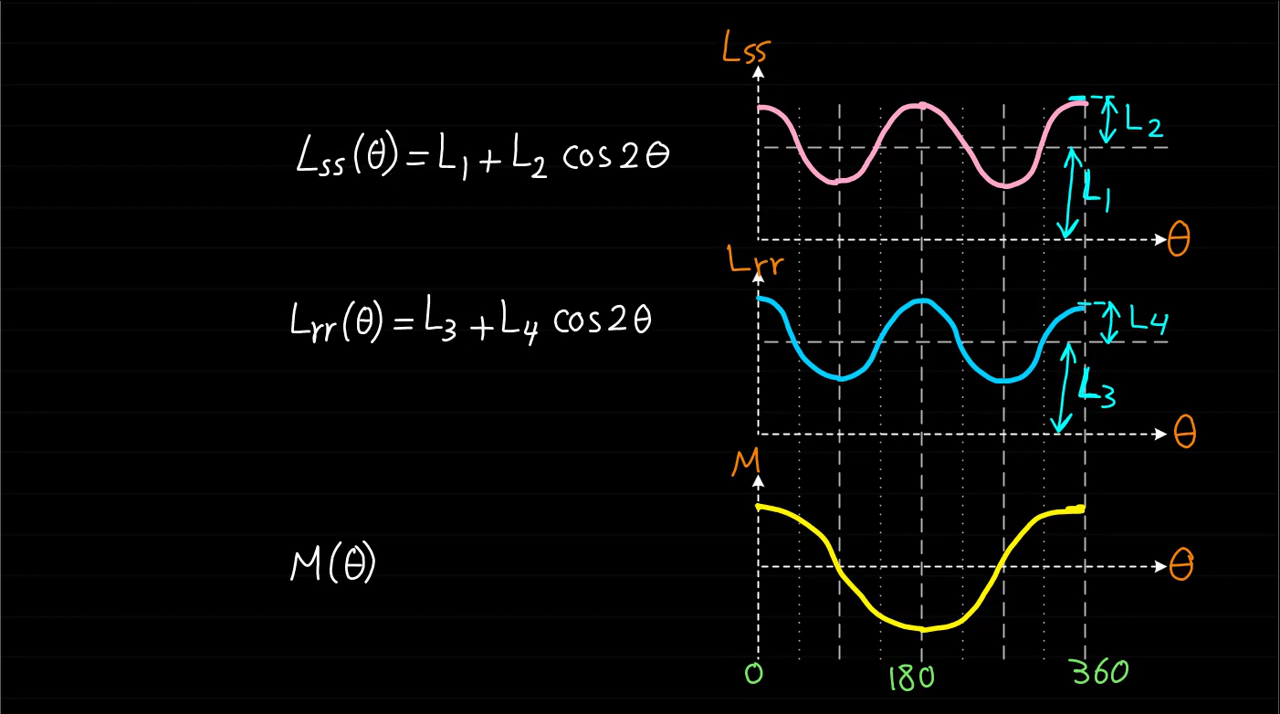 Lss
Lss(θ)=L₁+L₂ cos2θ
L₂
L₁
θ
Lrr
Lrr(θ)=L₃+L₄ cos2θ
L₄
L₃
θ
M
M(θ)
θ
0 180 360